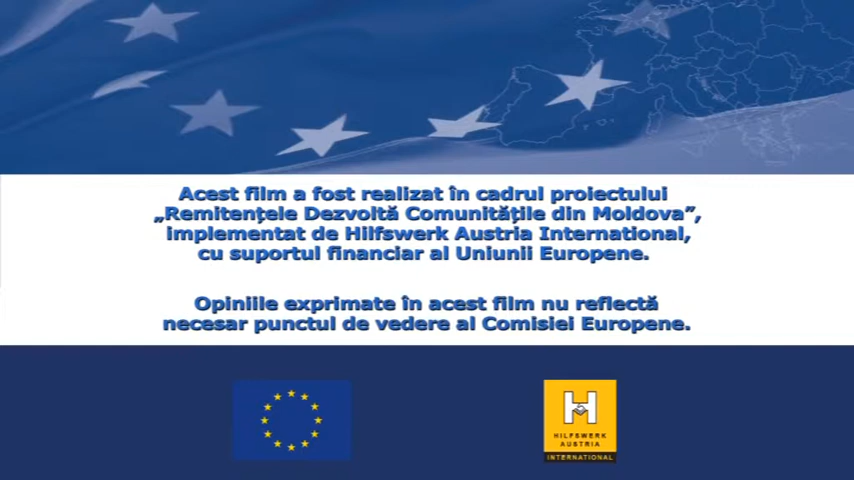 Acest film a fost realizat în cadrul proiectului
„Remitențele Dezvoltă Comunitățile din Moldova”,
implementat de Hilfswerk Austria International,
cu suportul financiar al Uniunii Europene.
Opiniile exprimate în acest film nu reflectă
necesar punctul de vedere al Comisiei Europene.
H
HILFSWERK
AUSTRIA
INTERNATIONAL